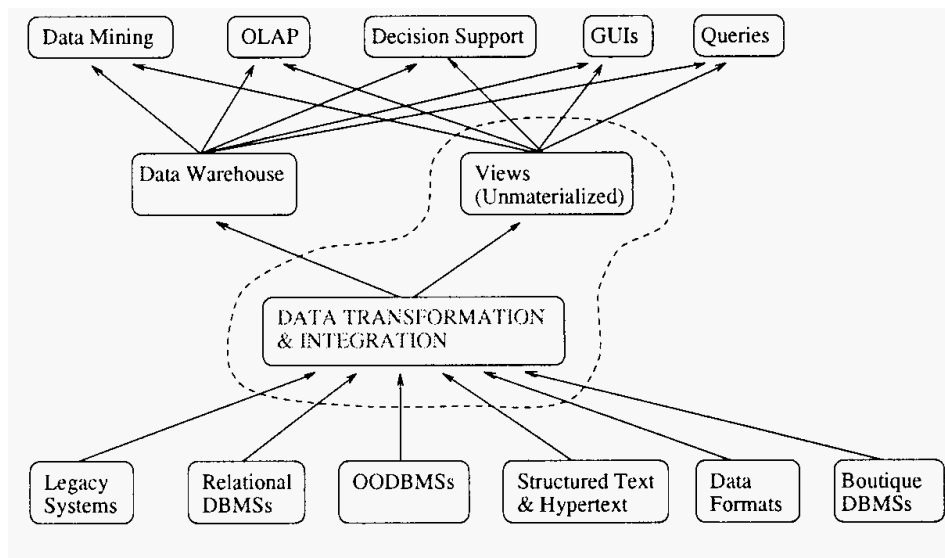 Data Mining
OLAP
Decision Support
GUIs
Queries
Data Warehouse
Views
(Unmaterialized)
DATA TRANSFORMATION
& INTEGRATION
Legacy
Systems
Relational
DBMSs
OODBMSs
Structured Text
& Hypertext
Data
Formats
Boutique
DBMSs